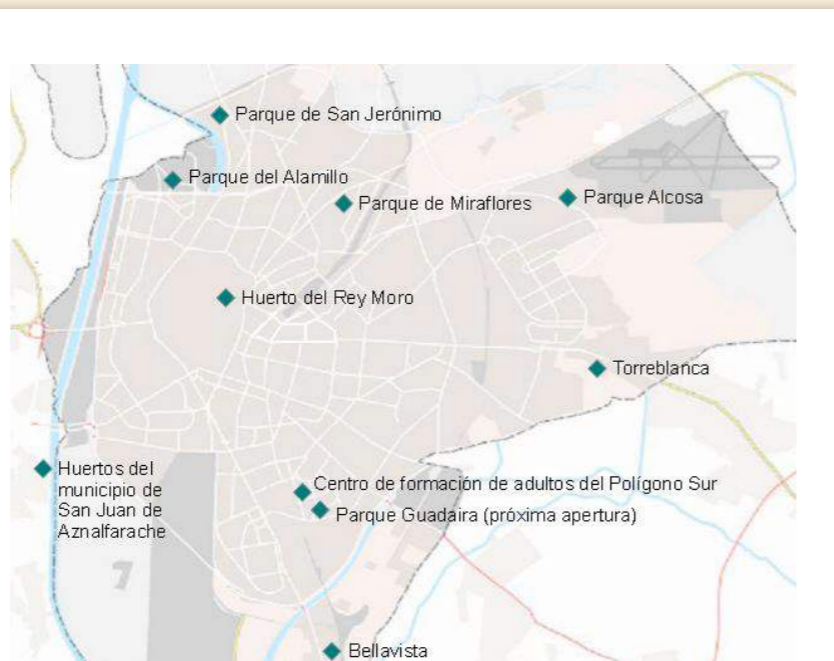 Parque de San Jerónimo
Parque del Alamillo
Parque de Miraflores
Parque Alcosa
Huerto del Rey Moro
Torreblanca
Huertos del
municipio de
San Juan de
Aznalfarache
Centro de formación de adultos del Polígono Sur
Parque Guadaira (próxima apertura)
Bellavista